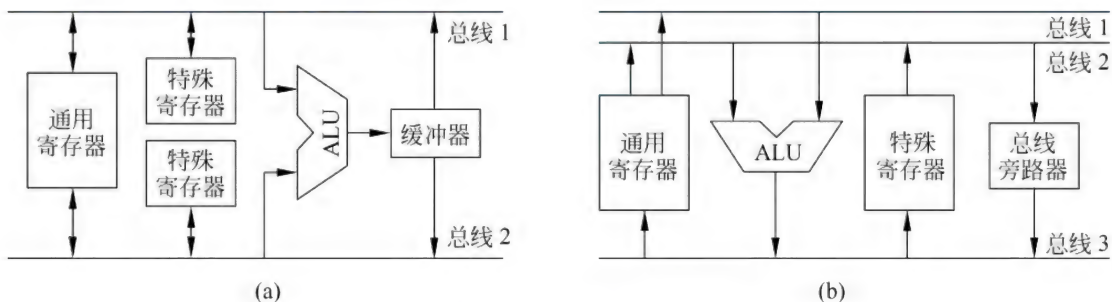 总线 1
通用
寄存器
特殊
寄存器
特殊
寄存器
ALU
缓冲器
总线 2
(a)
总线 1
总线 2
通用
寄存器
ALU
特殊
寄存器
总线
旁路器
总线 3
(b)